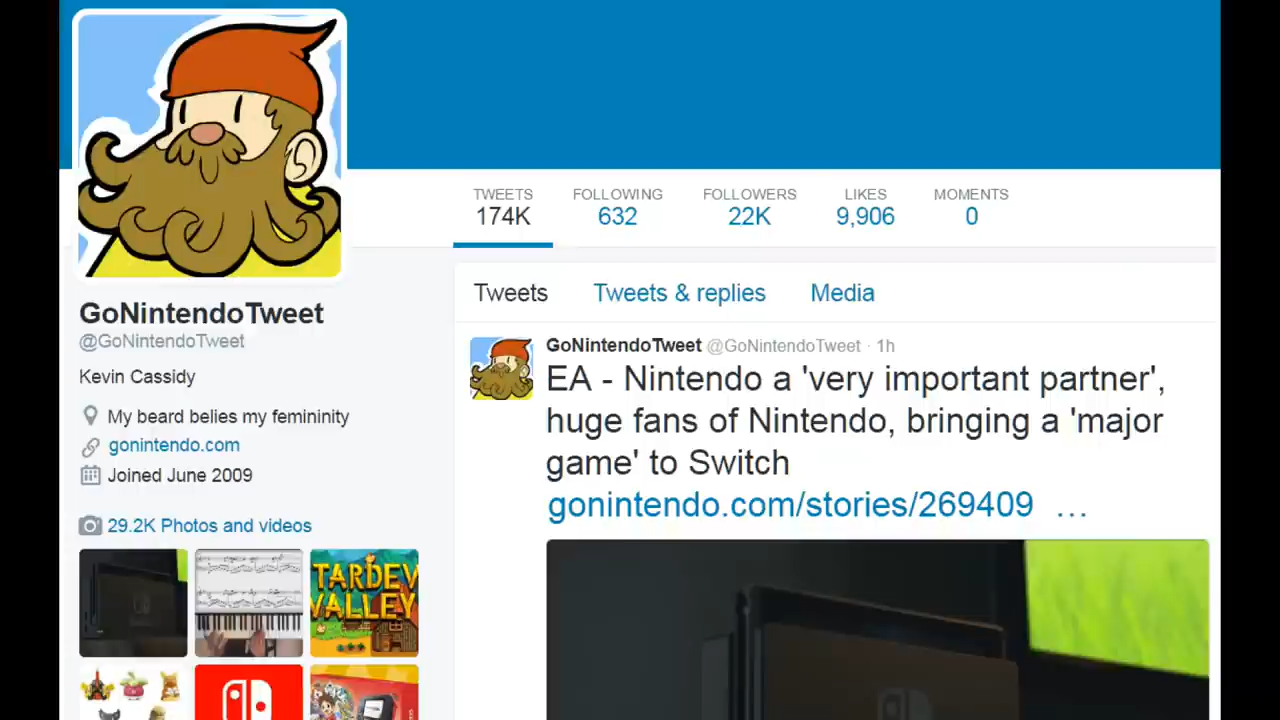 TWEETS FOLLOWING FOLLOWERS LIKES MOMENTS
174K 632 22K 9,906 0
GoNintendoTweet
@GoNintendoTweet
Kevin Cassidy
My beard belies my femininity
gonintendo.com
Joined June 2009
29.2K Photos and videos
TARDEW
VALLEY
Tweets Tweets & replies Media
GoNintendoTweet @GoNintendoTweet · 1h
EA - Nintendo a 'very important partner',
huge fans of Nintendo, bringing a 'major
game' to Switch
gonintendo.com/stories/269409 …